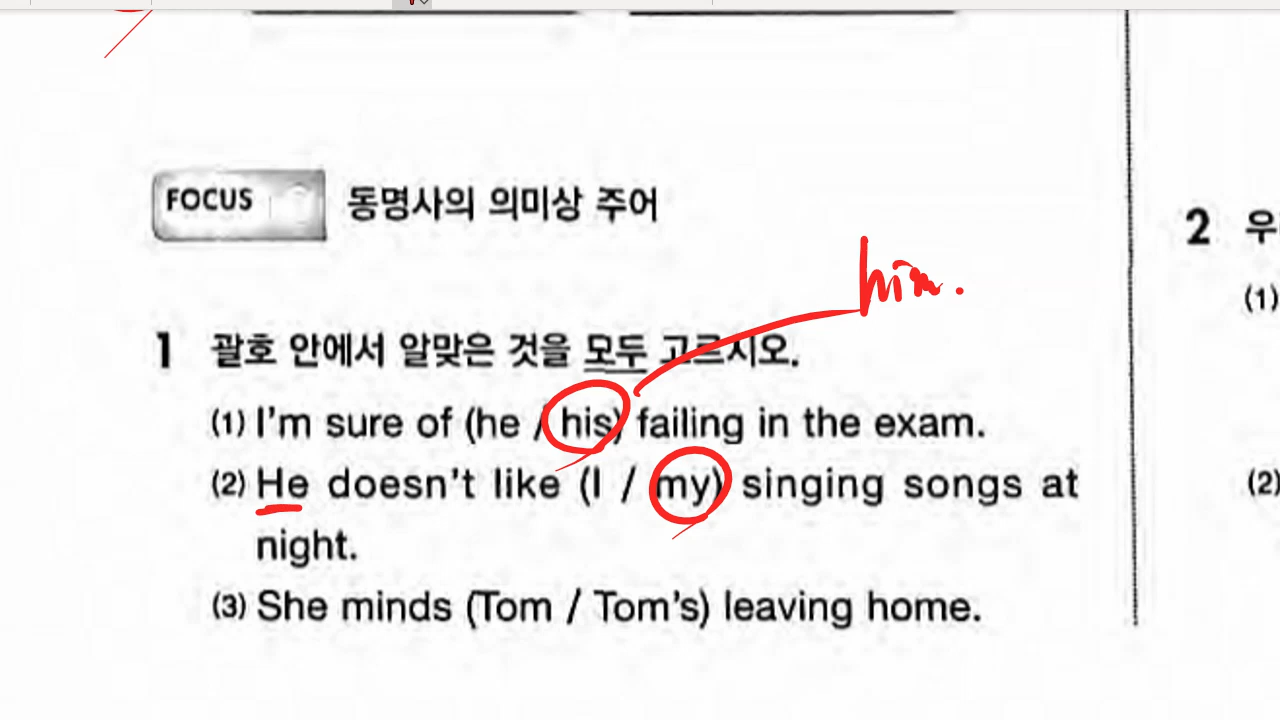 FOCUS 동명사의 의미상 주어
him.
1 괄호 안에서 알맞은 것을 모두 고르시오.
(1) I'm sure of (he / his) failing in the exam.
(2) He doesn't like (I / my) singing songs at
night.
(3) She minds (Tom / Tom's) leaving home.
2
(1)
(2)